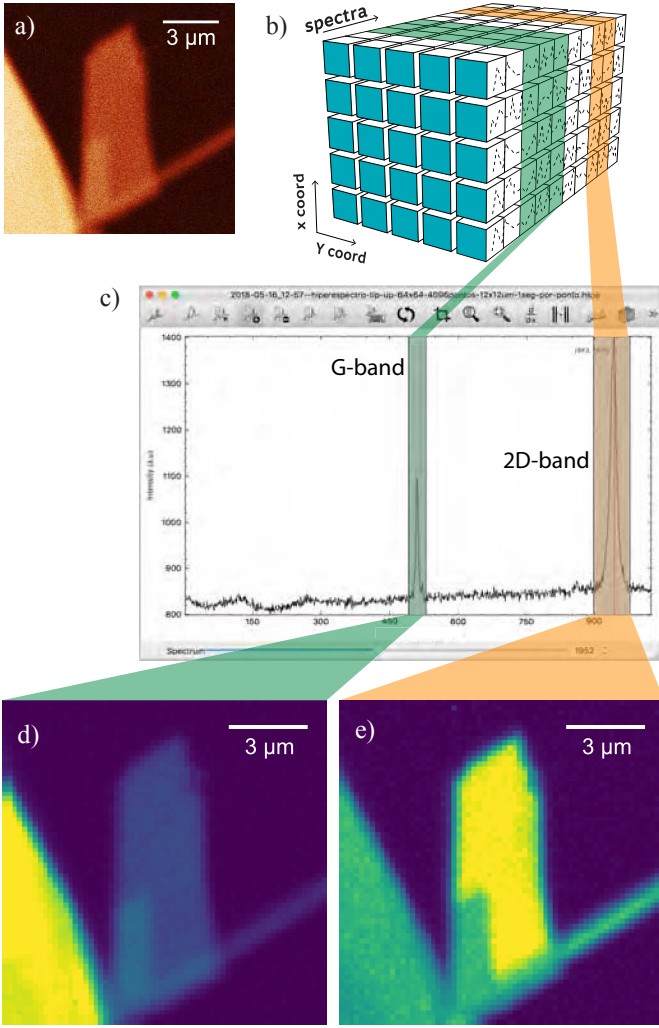 a)
3 µm
b)
spectra
x coord
Y coord
c)
2018-05-16_12-57--hiperespectro-tip-up-64x64-4096pontos-12x12um-1seg-por-ponto.hspe
1400
1300
1200
1100
1000
900
800
Intensity (a.u)
G-band
2D-band
150
300
450
600
750
900
Spectrum:
1952
d)
3 µm
e)
3 µm